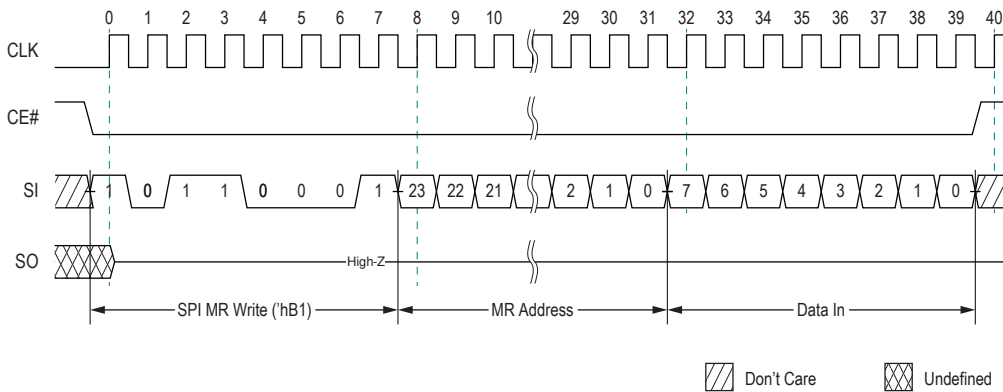 0 1 2 3 4 5 6 7 8 9 10 29 30 31 32 33 34 35 36 37 38 39 40
CLK
CE#
SI 1 0 1 1 0 0 0 1 23 22 21 2 1 0 7 6 5 4 3 2 1 0
SO High-Z
SPI MR Write ('hB1) MR Address Data In
Don't Care Undefined